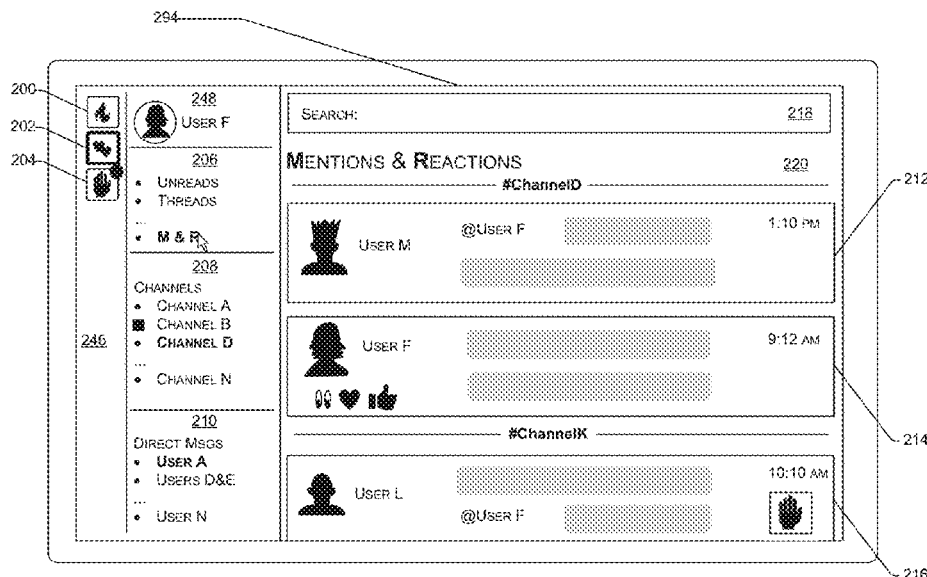 294
200
202
204
248
USER F
206
• UNREADS
• THREADS
...
• M & R
208
CHANNELS
• CHANNEL A
CHANNEL B
• CHANNEL D
...
• CHANNEL N
246
210
DIRECT MSGS
• USER A
• USERS D&E
...
• USER N
SEARCH: 218
MENTIONS & REACTIONS 220
#ChannelD
212
USER M @USER F 1:10 PM
USER F 9:12 AM
214
#ChannelK
USER L 10:10 AM
@USER F
216